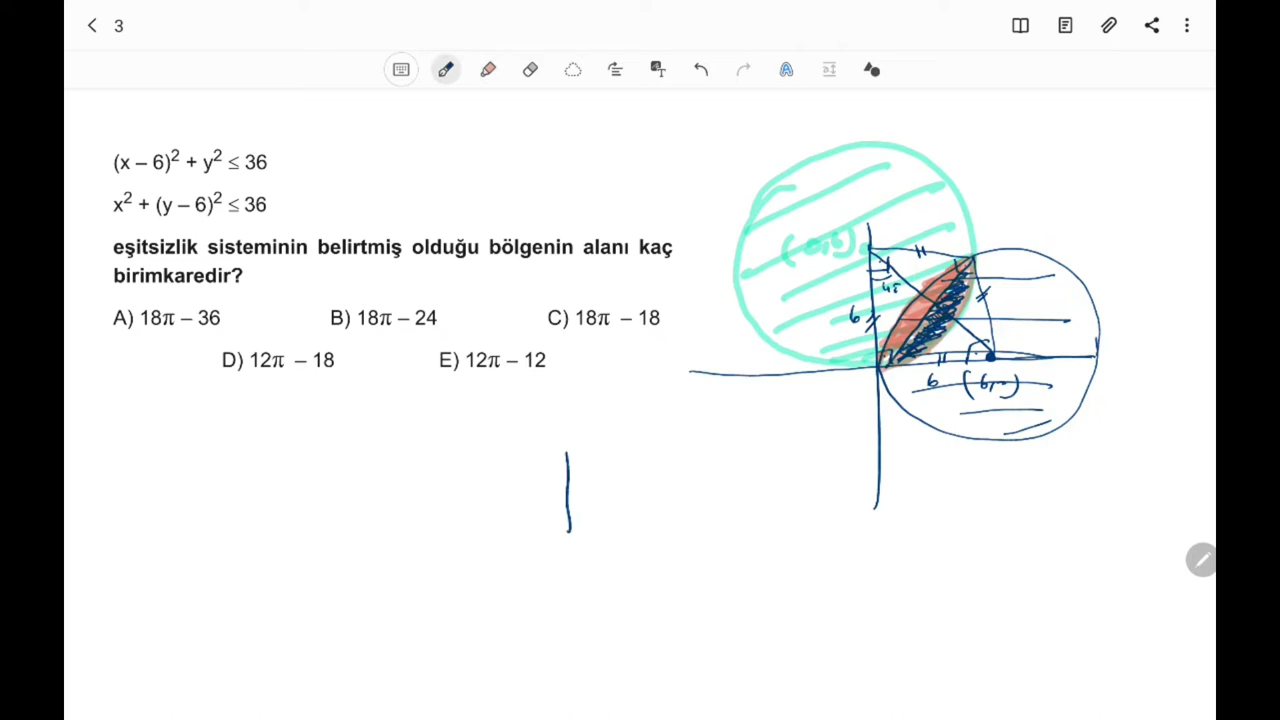 3
(x – 6)² + y² ≤ 36
x² + (y – 6)² ≤ 36
eşitsizlik sisteminin belirtmiş olduğu bölgenin alanı kaç
birimkaredir?
A) 18π – 36 B) 18π – 24 C) 18π – 18
D) 12π – 18 E) 12π – 12
(0,6)
45
6
6 (6,0)